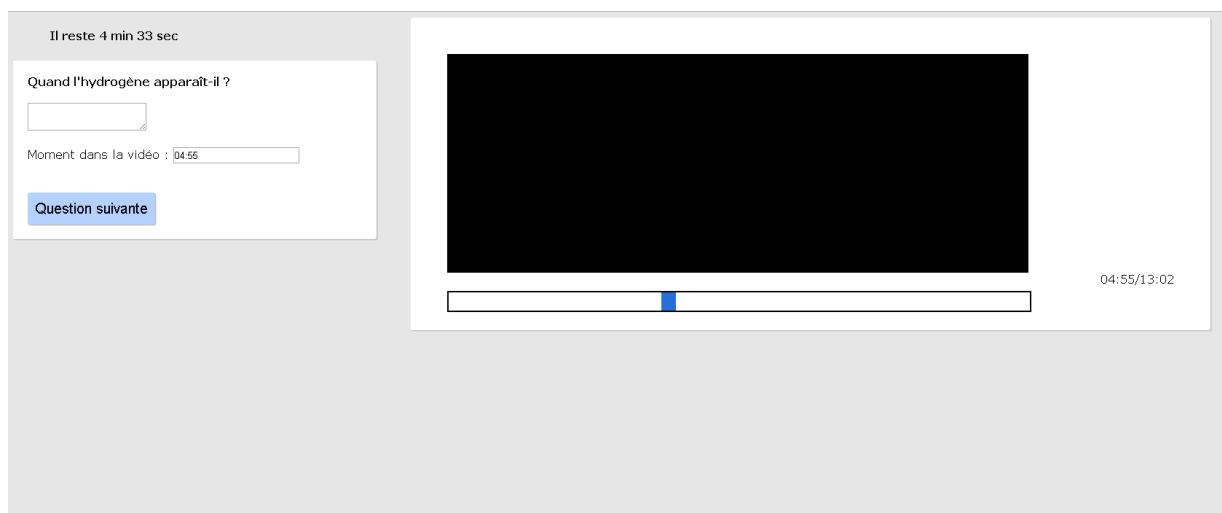 Il reste 4 min 33 sec
Quand l'hydrogène apparaît-il ?
Moment dans la vidéo : 04:55
Question suivante
04:55/13:02